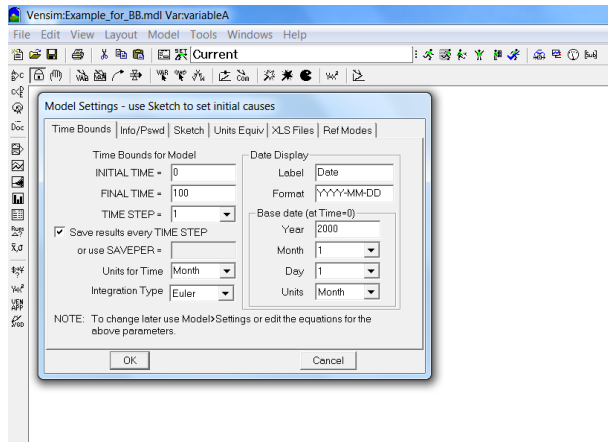 Vensim:Example_for_BB.mdl Var:variableA
File Edit View Layout Model Tools Windows Help
Current
Model Settings - use Sketch to set initial causes
Time Bounds Info/Pswd Sketch Units Equiv XLS Files Ref Modes
Time Bounds for Model
INITIAL TIME = 0
FINAL TIME = 100
TIME STEP = 1
Save results every TIME STEP
or use SAVEPER =
Units for Time Month
Integration Type Euler
Date Display
Label Date
Format YYYY-MM-DD
Base date (at Time=0)
Year 2000
Month 1
Day 1
Units Month
NOTE: To change later use Model>Settings or edit the equations for the
above parameters.
OK Cancel
Doc